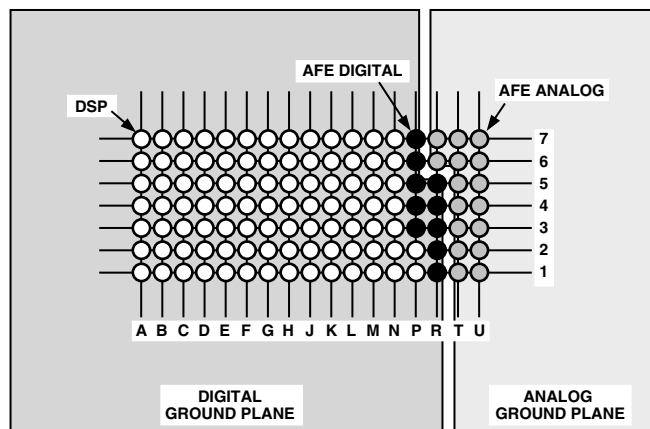 AFE DIGITAL
DSP
AFE ANALOG
7
6
5
4
3
2
1
A B C D E F G H J K L M N P R T U
DIGITAL
GROUND PLANE
ANALOG
GROUND PLANE